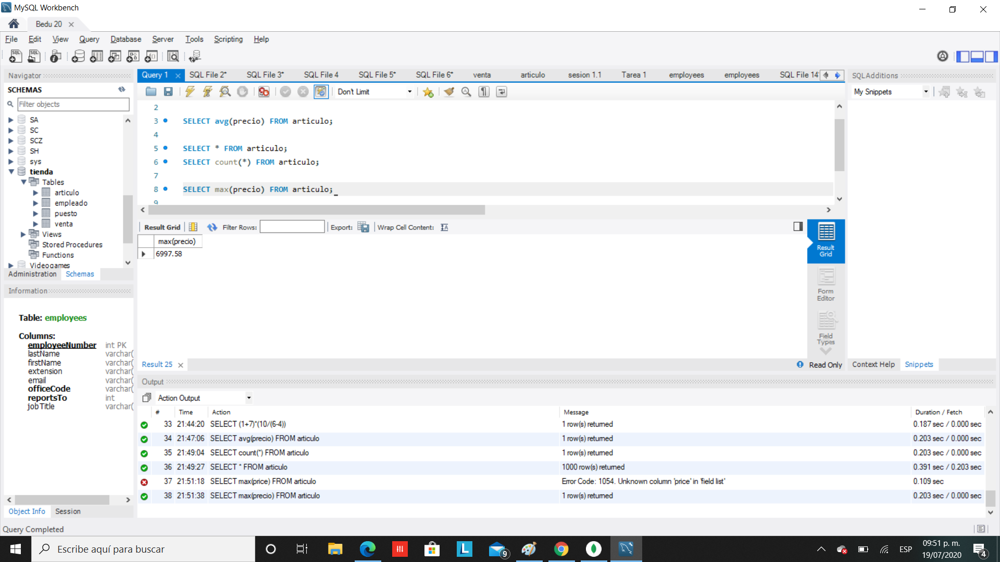 MySQL Workbench
Bedu 20
File Edit View Query Database Server Tools Scripting Help
Navigator
SCHEMAS
Filter objects
SA
SC
SCZ
SH
sys
tienda
Tables
articulo
empleado
puesto
venta
Views
Stored Procedures
Functions
Videogames
Administration Schemas
Information
Table: employees
Columns:
employeeNumber int PK
lastName varchar(
firstName varchar(
extension varchar(
email varchar(
officeCode varchar(
reportsTo int
jobTitle varchar(
Object Info Session
Query 1 SQL File 2* SQL File 3* SQL File 4 SQL File 5* SQL File 6* venta articulo sesion 1.1 Tarea 1 employees employees SQL File 14*
Don't Limit
2
3 SELECT avg(precio) FROM articulo;
4
5 SELECT * FROM articulo;
6 SELECT count(*) FROM articulo;
7
8 SELECT max(precio) FROM articulo;
9
Result Grid Filter Rows: Export: Wrap Cell Content:
max(precio)
6997.58
Result Grid
Form Editor
Field Types
Result 25
Read Only
SQLAdditions
My Snippets
Context Help Snippets
Output
Action Output
# Time Action Message Duration / Fetch
33 21:44:20 SELECT (1+7)*(10/(6-4)) 1 row(s) returned 0.187 sec / 0.000 sec
34 21:47:06 SELECT avg(precio) FROM articulo 1 row(s) returned 0.203 sec / 0.000 sec
35 21:49:04 SELECT count(*) FROM articulo 1 row(s) returned 0.203 sec / 0.000 sec
36 21:49:27 SELECT * FROM articulo 1000 row(s) returned 0.391 sec / 0.203 sec
37 21:51:18 SELECT max(price) FROM articulo Error Code: 1054. Unknown column 'price' in 'field list' 0.109 sec
38 21:51:38 SELECT max(precio) FROM articulo 1 row(s) returned 0.203 sec / 0.000 sec
Query Completed
Escribe aquí para buscar
L
9
ESP
09:51 p. m.
19/07/2020
4